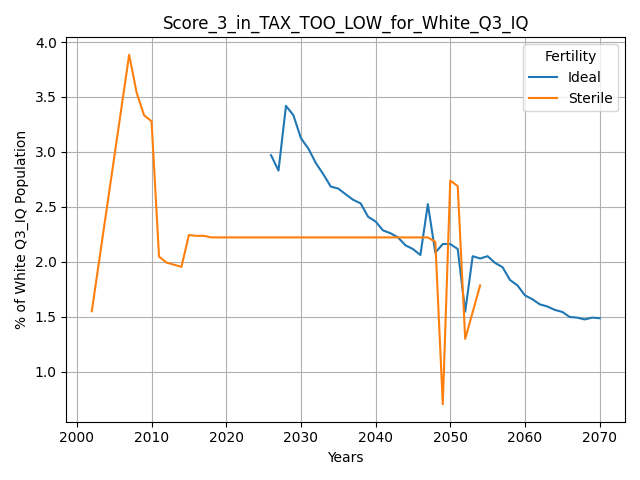 Score_3_in_TAX_TOO_LOW_for_White_Q3_IQ
Fertility
Ideal
Sterile
% of White Q3_IQ Population
4.0
3.5
3.0
2.5
2.0
1.5
1.0
2000 2010 2020 2030 2040 2050 2060 2070
Years